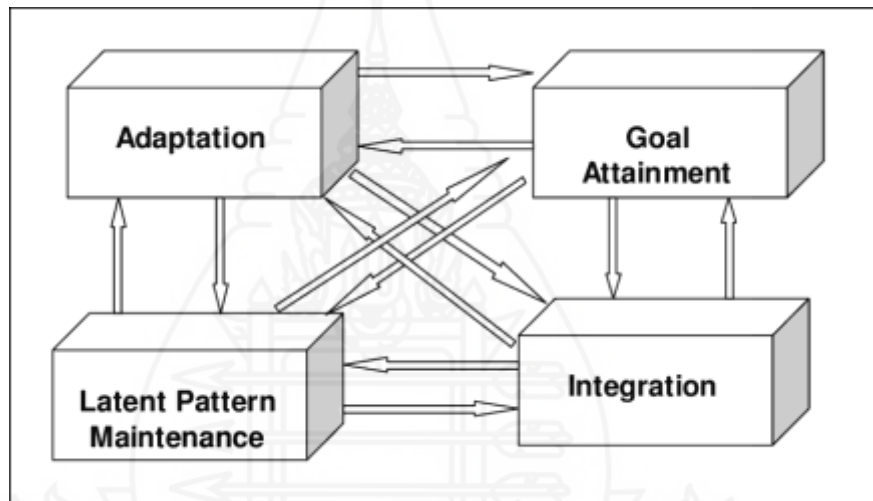 Adaptation
Goal
Attainment
Latent Pattern
Maintenance
Integration